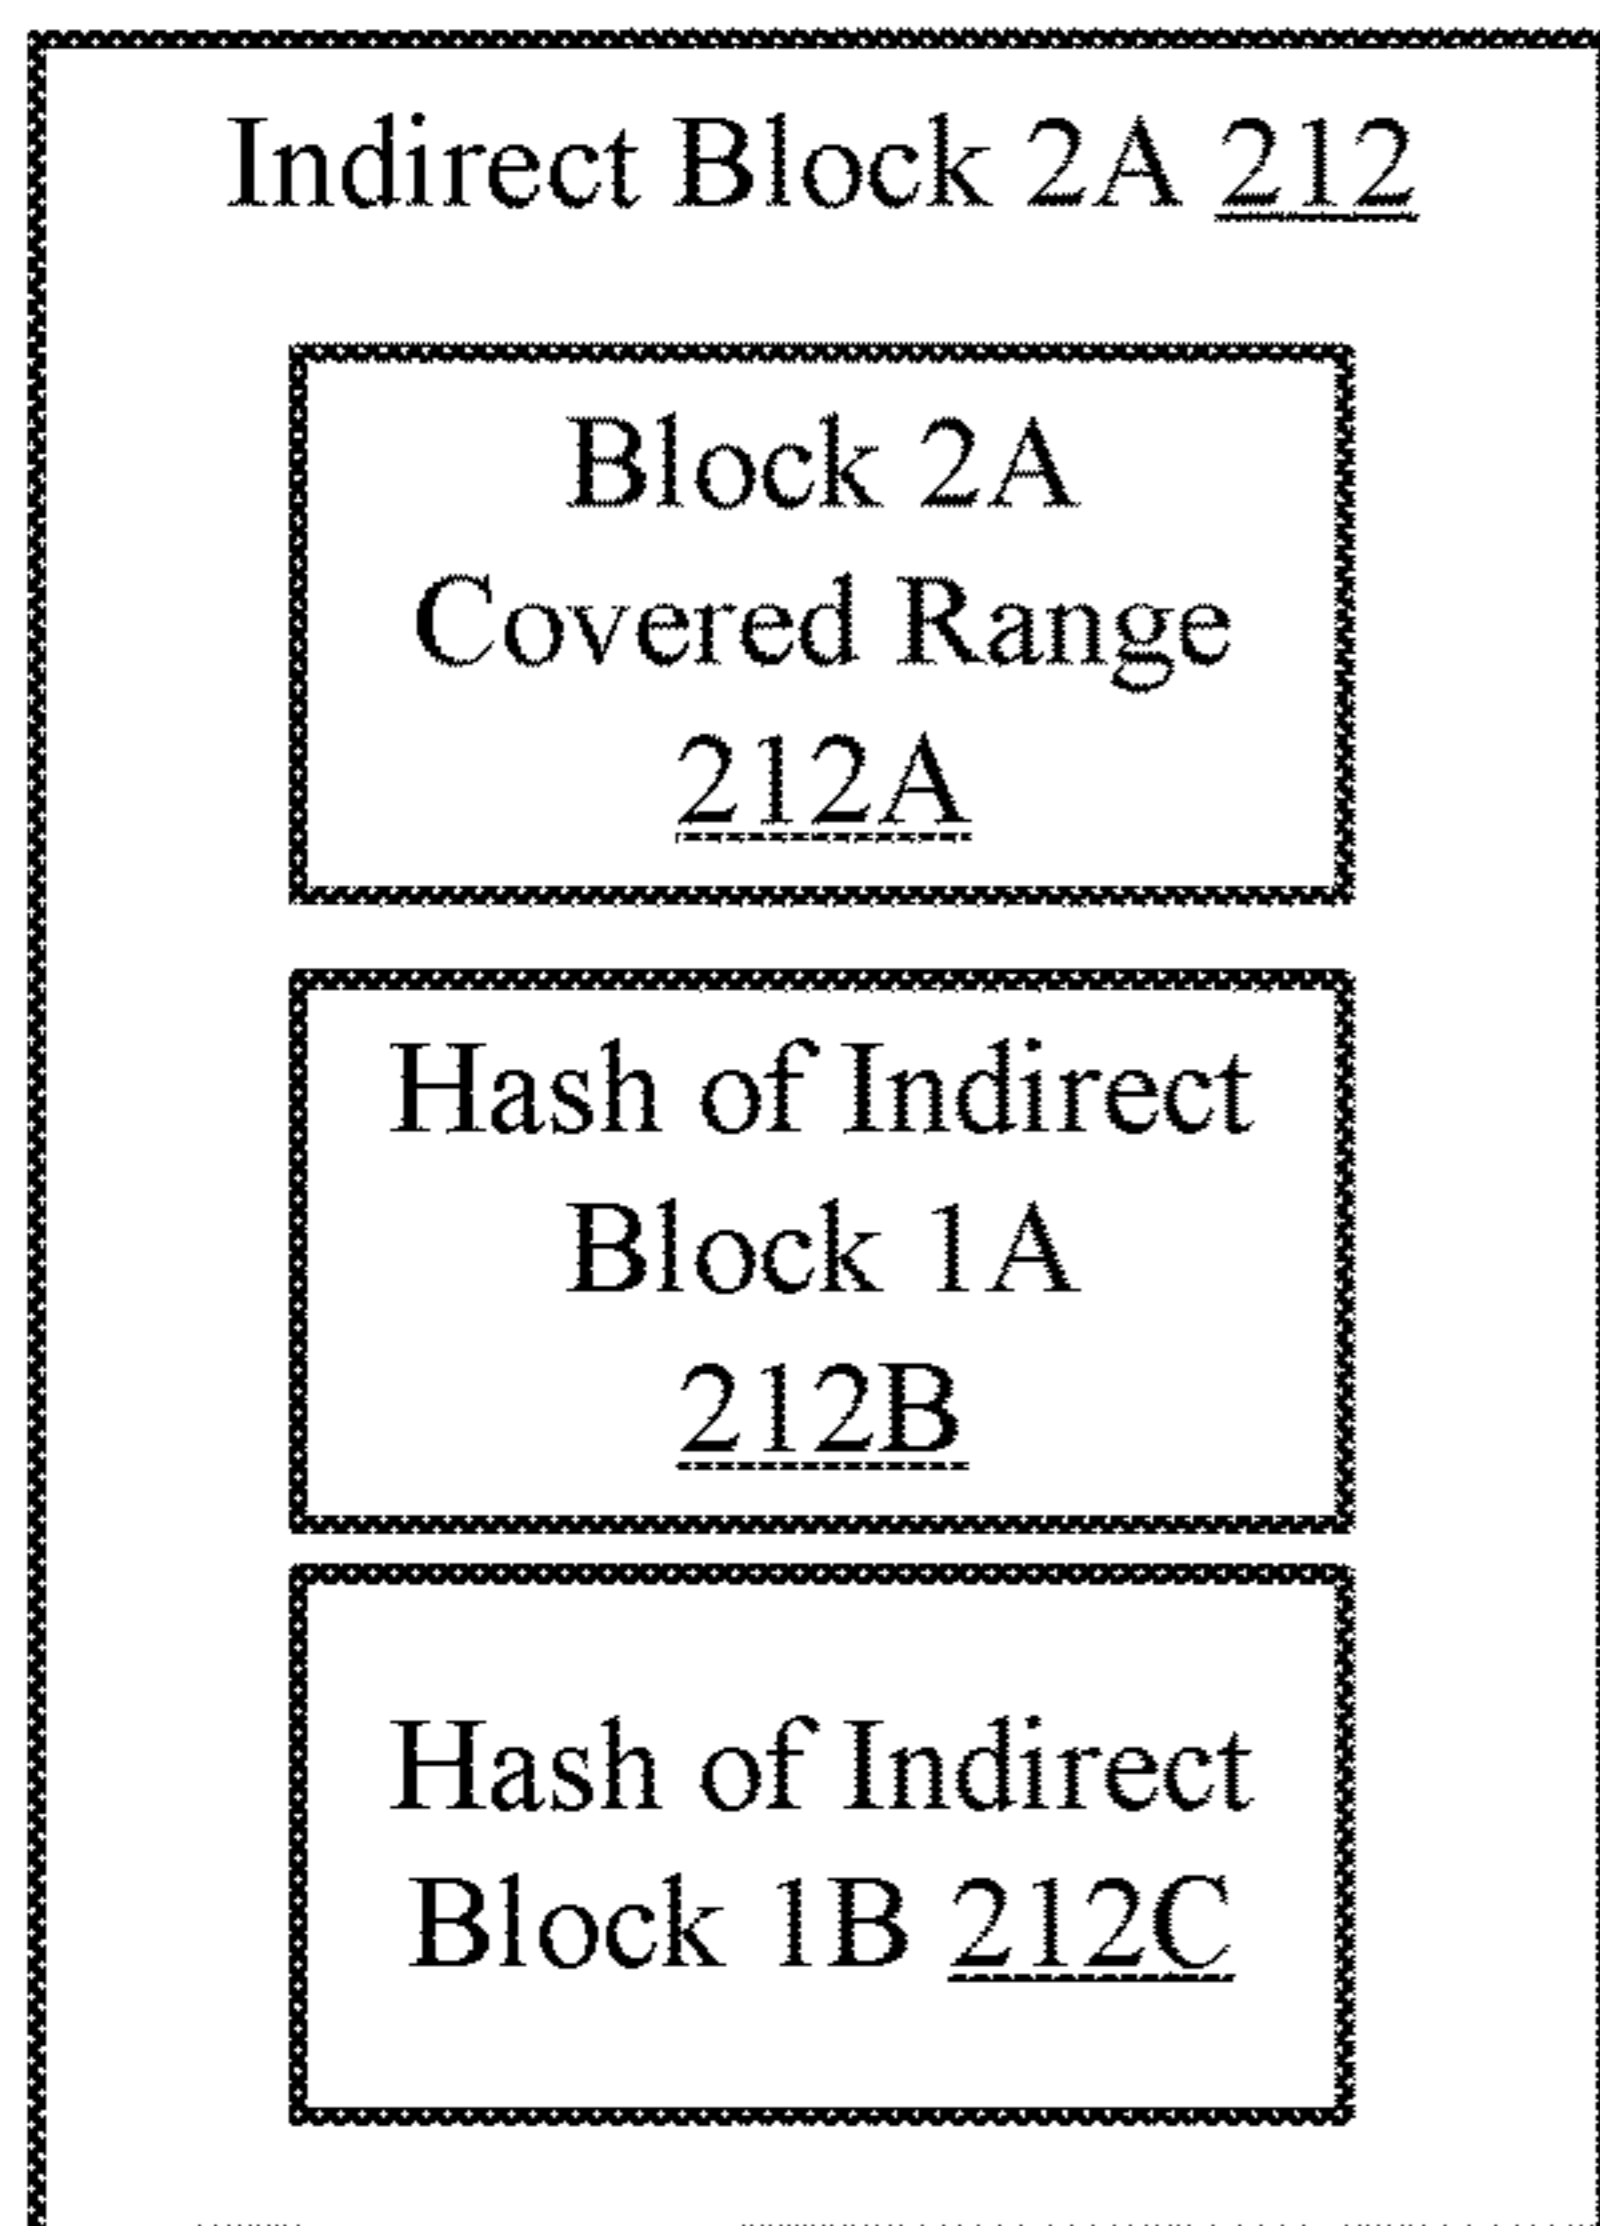 Indirect Block 2A 212
Block 2A
Covered Range
212A
Hash of Indirect
Block 1A
212B
Hash of Indirect
Block 1B 212C